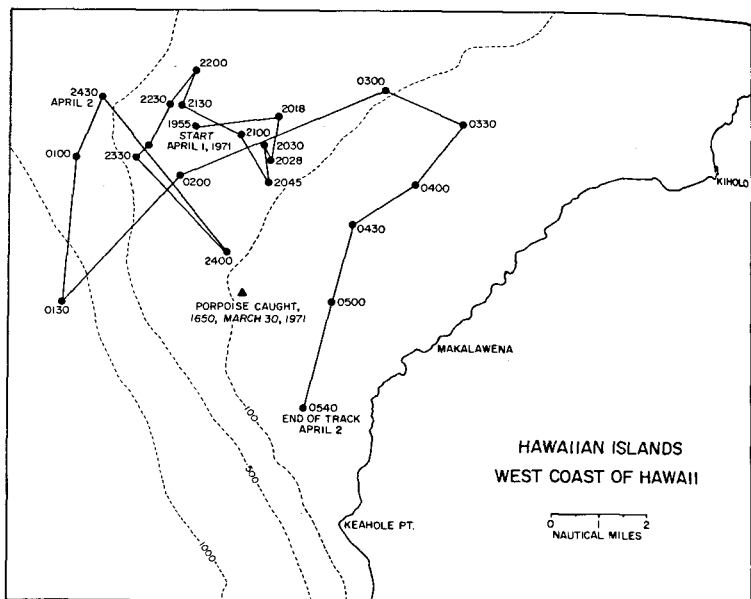 2200
0300
2430
APRIL 2
2230
2130
2018
1955
START
APRIL 1, 1971
2100
2030
2028
0330
0100
2330
0200
2045
0400
KIHOLO
0430
2400
PORPOISE CAUGHT,
1650, MARCH 30, 1971
0130
0500
MAKALAWENA
0540
END OF TRACK
APRIL 2
100
500
1000
HAWAIIAN ISLANDS
WEST COAST OF HAWAII
KEAHOLE PT.
0 2
NAUTICAL MILES